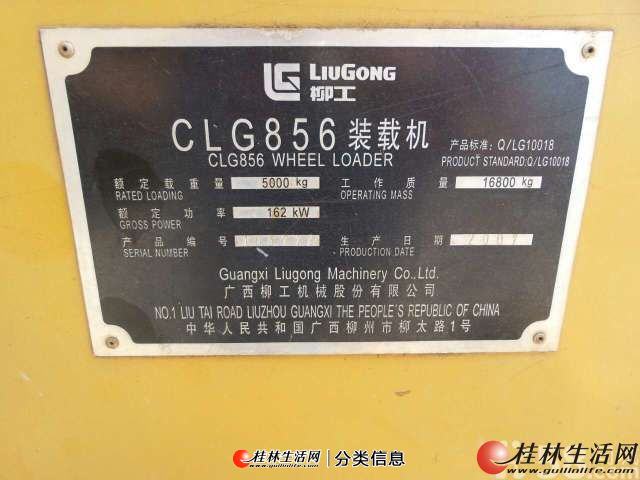 LG LIUGONG
柳工
CLG856 装载机
CLG856 WHEEL LOADER
产品标准: Q/LG10018
PRODUCT STANDARD:Q/LG10018
额定载重量 5000 kg 工作质量 16800 kg
RATED LOADING OPERATING MASS
额定功率 162 kW
GROSS POWER
产品编号 生产日期
SERIAL NUMBER PRODUCTION DATE
Guangxi Liugong Machinery Co.,Ltd.
广西柳工机械股份有限公司
NO.1 LIU TAI ROAD LIUZHOU GUANGXI THE PEOPLE'S REPUBLIC OF CHINA
中华人民共和国广西柳州市柳太路1号
桂林生活网 分类信息
www.guilinlife.com
桂林生活网
www.guilinlife.com